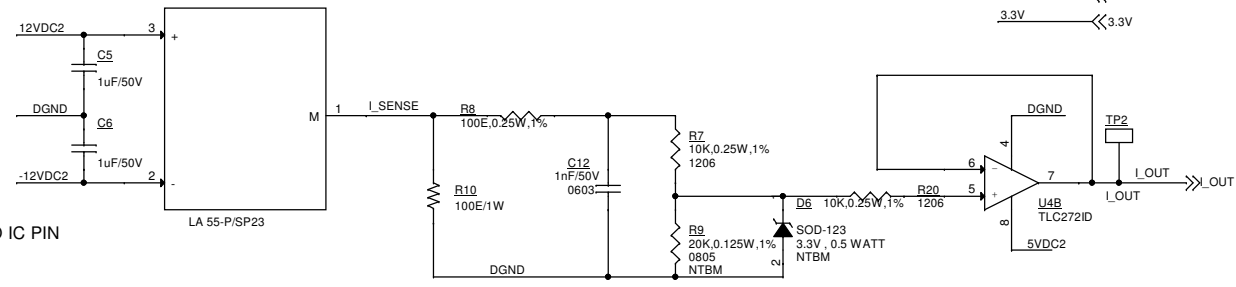 3.3V
3.3V
12VDC2
3
+
C5
1uF/50V
DGND
C6
1uF/50V
-12VDC2
2
-
M
1
I_SENSE
LA 55-P/SP23
IC PIN
R8
100E,0.25W,1%
R10
100E/1W
DGND
C12
1nF/50V
0603
R7
10K,0.25W,1%
1206
R9
20K,0.125W,1%
0805
NTBM
D6
SOD-123
3.3V , 0.5 WATT
NTBM
2
10K,0.25W,1%
R20
1206
DGND
4
6
-
5
+
7
8
U4B
TLC272ID
5VDC2
TP2
I_OUT
I_OUT
I_OUT